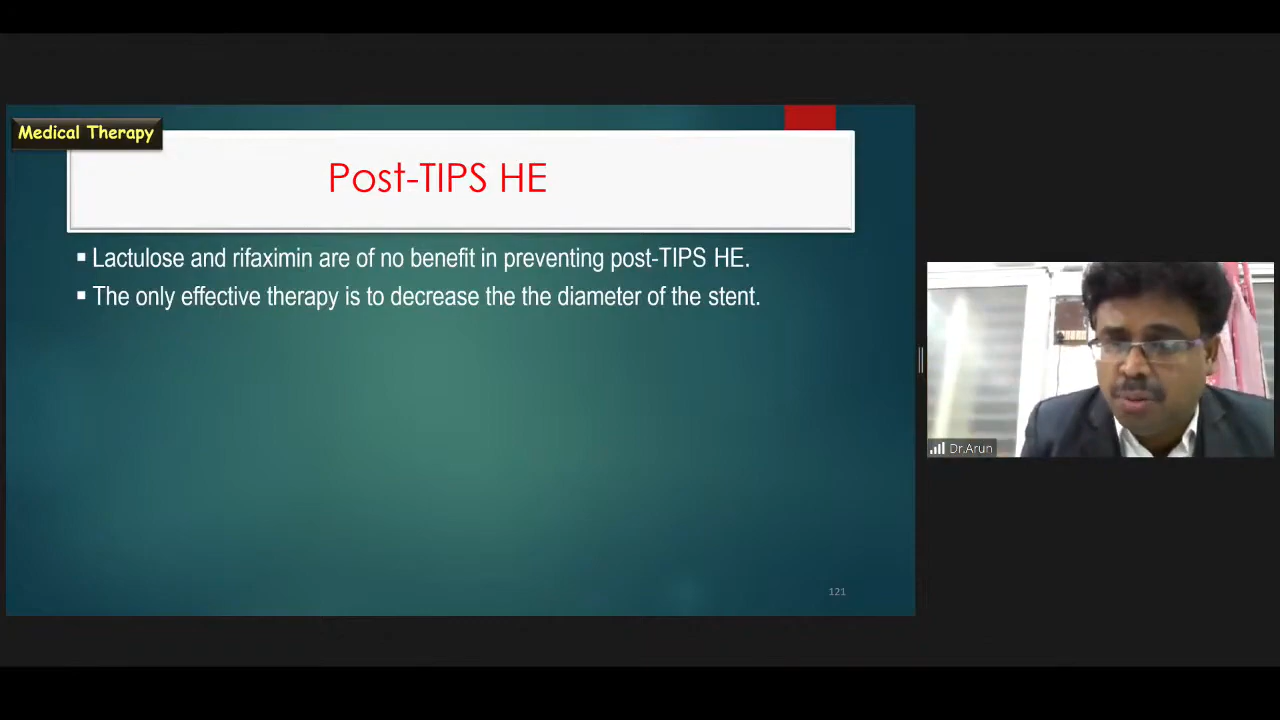 Medical Therapy
Post-TIPS HE
▪ Lactulose and rifaximin are of no benefit in preventing post-TIPS HE.
▪ The only effective therapy is to decrease the the diameter of the stent.
121
Dr.Arun